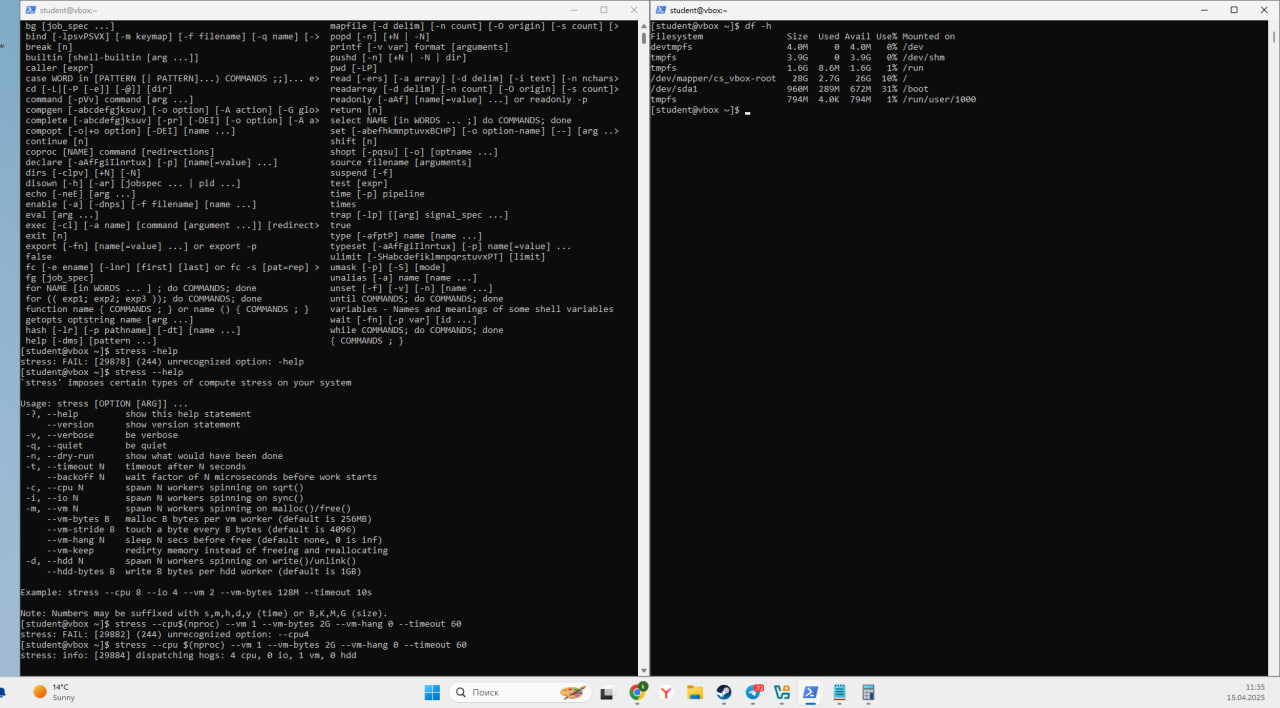 student@vbox:~
bg [job_spec ...]
bind [-lpsvPSVX] [-m keymap] [-f filename] [-q name] [->
break [n]
builtin [shell-builtin [arg ...]]
caller [expr]
case WORD in [PATTERN [| PATTERN]...) COMMANDS ;;]... e>
cd [-L|[-P [-e]] [-@]] [dir]
command [-pVv] command [arg ...]
compgen [-abcdefgjksuv] [-o option] [-A action] [-G glo>
complete [-abcdefgjksuv] [-pr] [-DEI] [-o option] [-A a>
compopt [-o|+o option] [-DEI] [name ...]
continue [n]
coproc [NAME] command [redirections]
declare [-aAfFgiIlnrtux] [-p] [name[=value] ...]
dirs [-clpv] [+N] [-N]
disown [-h] [-ar] [jobspec ... | pid ...]
echo [-neE] [arg ...]
enable [-a] [-dnps] [-f filename] [name ...]
eval [arg ...]
exec [-cl] [-a name] [command [argument ...]] [redirect>
exit [n]
export [-fn] [name[=value] ...] or export -p
false
fc [-e ename] [-lnr] [first] [last] or fc -s [pat=rep] >
fg [job_spec]
for NAME [in WORDS ... ] ; do COMMANDS; done
for (( exp1; exp2; exp3 )); do COMMANDS; done
function name { COMMANDS ; } or name () { COMMANDS ; }
getopts optstring name [arg ...]
hash [-lr] [-p pathname] [-dt] [name ...]
help [-dms] [pattern ...]
mapfile [-d delim] [-n count] [-O origin] [-s count] [>
popd [-n] [+N | -N]
printf [-v var] format [arguments]
pushd [-n] [+N | -N | dir]
pwd [-LP]
read [-ers] [-a array] [-d delim] [-i text] [-n nchars>
readarray [-d delim] [-n count] [-O origin] [-s count]>
readonly [-aAf] [name[=value] ...] or readonly -p
return [n]
select NAME [in WORDS ... ;] do COMMANDS; done
set [-abefhkmnptuvxBCHP] [-o option-name] [--] [arg ..>
shift [n]
shopt [-pqsu] [-o] [optname ...]
source filename [arguments]
suspend [-f]
test [expr]
time [-p] pipeline
times
trap [-lp] [[arg] signal_spec ...]
true
type [-afptP] name [name ...]
typeset [-aAfFgiIlnrtux] [-p] name[=value] ...
ulimit [-SHabcdefiklmnpqrstuvxPT] [limit]
umask [-p] [-S] [mode]
unalias [-a] name [name ...]
unset [-f] [-v] [-n] [name ...]
until COMMANDS; do COMMANDS; done
variables - Names and meanings of some shell variables
wait [-fn] [-p var] [id ...]
while COMMANDS; do COMMANDS; done
{ COMMANDS ; }
[student@vbox ~]$ stress -help
stress: FAIL: [29878] (244) unrecognized option: -help
[student@vbox ~]$ stress --help
`stress' imposes certain types of compute stress on your system
Usage: stress [OPTION [ARG]] ...
-?, --help show this help statement
--version show version statement
-v, --verbose be verbose
-q, --quiet be quiet
-n, --dry-run show what would have been done
-t, --timeout N timeout after N seconds
--backoff N wait factor of N microseconds before work starts
-c, --cpu N spawn N workers spinning on sqrt()
-i, --io N spawn N workers spinning on sync()
-m, --vm N spawn N workers spinning on malloc()/free()
--vm-bytes B malloc B bytes per vm worker (default is 256MB)
--vm-stride B touch a byte every B bytes (default is 4096)
--vm-hang N sleep N secs before free (default none, 0 is inf)
--vm-keep redirty memory instead of freeing and reallocating
-d, --hdd N spawn N workers spinning on write()/unlink()
--hdd-bytes B write B bytes per hdd worker (default is 1GB)
Example: stress --cpu 8 --io 4 --vm 2 --vm-bytes 128M --timeout 10s
Note: Numbers may be suffixed with s,m,h,d,y (time) or B,K,M,G (size).
[student@vbox ~]$ stress --cpu$(nproc) --vm 1 --vm-bytes 2G --vm-hang 0 --timeout 60
stress: FAIL: [29882] (244) unrecognized option: --cpu4
[student@vbox ~]$ stress --cpu $(nproc) --vm 1 --vm-bytes 2G --vm-hang 0 --timeout 60
stress: info: [29884] dispatching hogs: 4 cpu, 0 io, 1 vm, 0 hdd
student@vbox:~
[student@vbox ~]$ df -h
Filesystem Size Used Avail Use% Mounted on
devtmpfs 4.0M 0 4.0M 0% /dev
tmpfs 3.9G 0 3.9G 0% /dev/shm
tmpfs 1.6G 8.6M 1.6G 1% /run
/dev/mapper/cs_vbox-root 28G 2.7G 26G 10% /
/dev/sda1 960M 289M 672M 31% /boot
tmpfs 794M 4.0K 794M 1% /run/user/1000
[student@vbox ~]$
14°C
Sunny
Поиск
11:35
15.04.2025